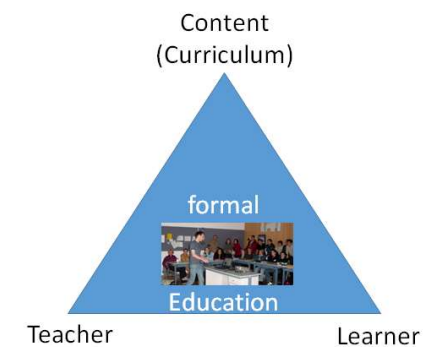 Content
(Curriculum)
formal
Education
Teacher
Learner